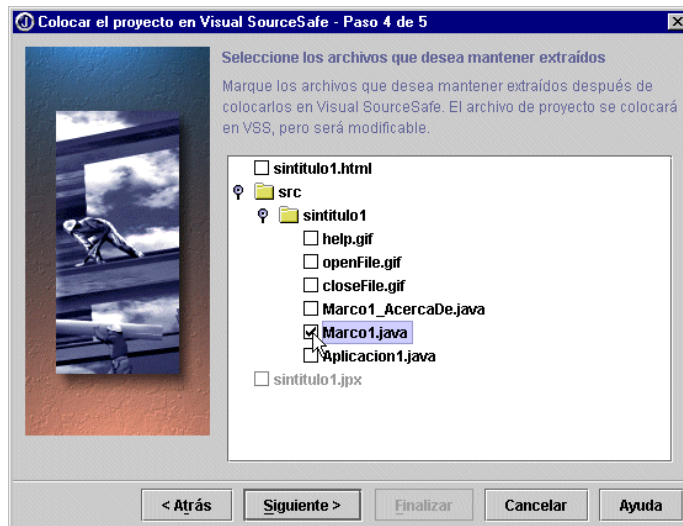 Colocar el proyecto en Visual SourceSafe - Paso 4 de 5
Seleccione los archivos que desea mantener extraídos
Marque los archivos que desea mantener extraídos después de
colocarlos en Visual SourceSafe. El archivo de proyecto se colocará
en VSS, pero será modificable.
sintitulo1.html
src
sintitulo1
help.gif
openFile.gif
closeFile.gif
Marco1_AcercaDe.java
Marco1.java
Aplicacion1.java
sintitulo1.jpx
< Atrás
Siguiente >
Finalizar
Cancelar
Ayuda